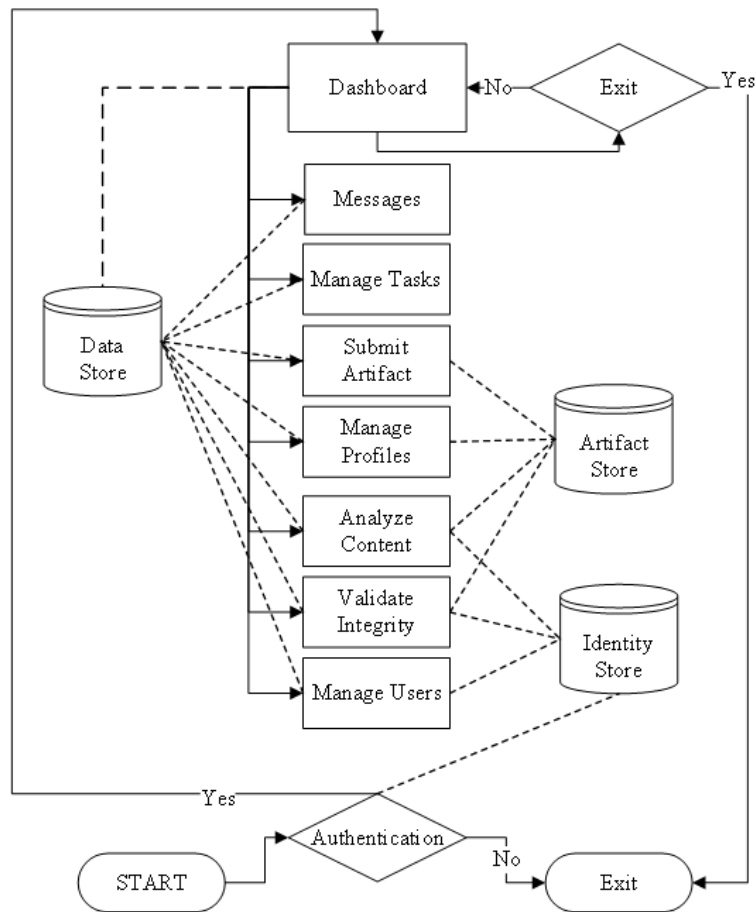 Dashboard
No
Exit
Yes
Messages
Manage Tasks
Data
Store
Submit
Artifact
Manage
Profiles
Artifact
Store
Analyze
Content
Validate
Integrity
Identity
Store
Manage Users
Yes
Authentication
No
START
Exit